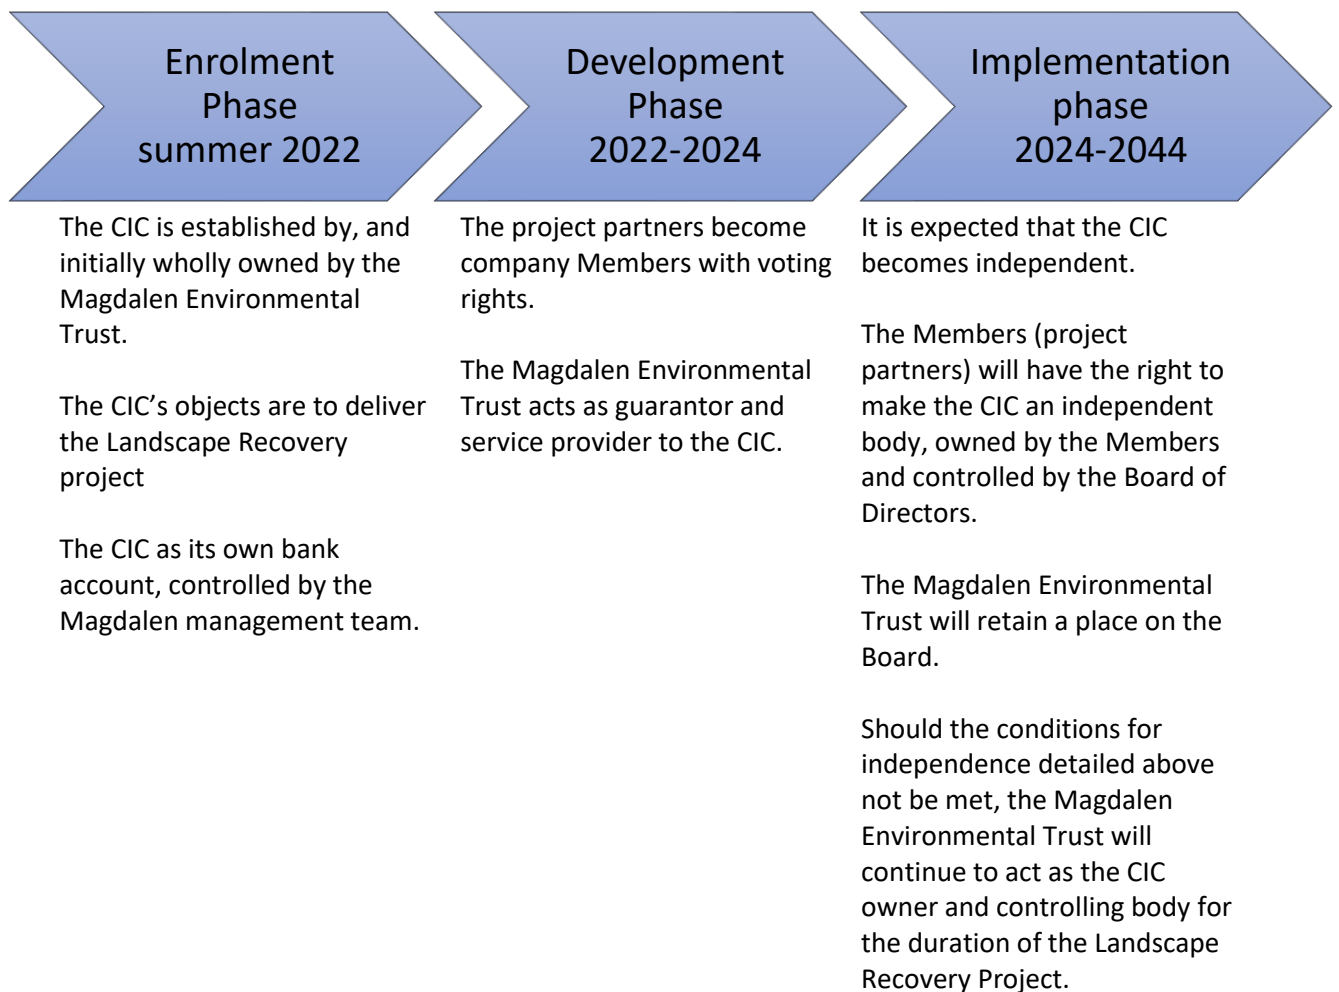 Enrolment
Phase
summer 2022
Development
Phase
2022-2024
Implementation
phase
2024-2044
The CIC is established by, and
initially wholly owned by the
Magdalen Environmental
Trust.
The CIC’s objects are to deliver
the Landscape Recovery
project
The CIC as its own bank
account, controlled by the
Magdalen management team.
The project partners become
company Members with voting
rights.
The Magdalen Environmental
Trust acts as guarantor and
service provider to the CIC.
It is expected that the CIC
becomes independent.
The Members (project
partners) will have the right to
make the CIC an independent
body, owned by the Members
and controlled by the Board of
Directors.
The Magdalen Environmental
Trust will retain a place on the
Board.
Should the conditions for
independence detailed above
not be met, the Magdalen
Environmental Trust will
continue to act as the CIC
owner and controlling body for
the duration of the Landscape
Recovery Project.